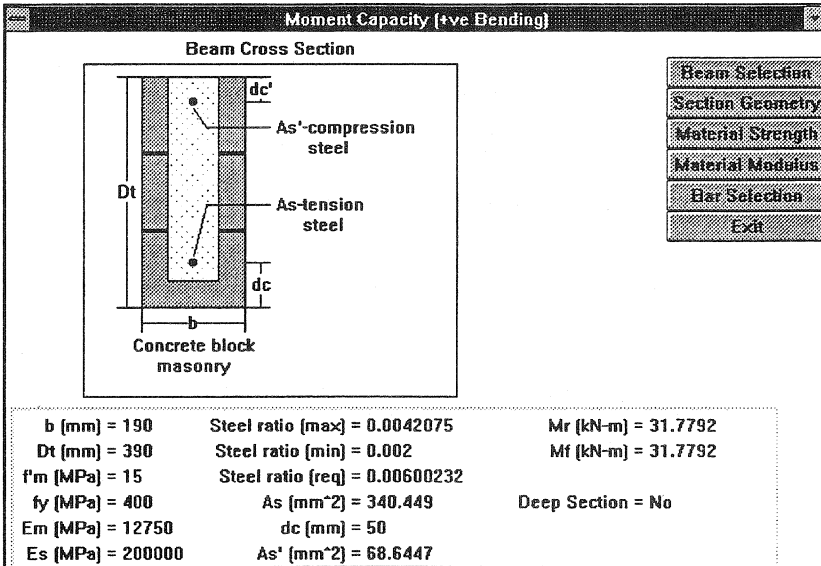 Moment Capacity (+ve Bending)
Beam Cross Section
dc'
As'-compression
steel
Dt
As-tension
steel
dc
b
Concrete block
masonry
Beam Selection
Section Geometry
Material Strength
Material Modulus
Bar Selection
Exit
b (mm) = 190
Dt (mm) = 390
f'm (MPa) = 15
fy (MPa) = 400
Em (MPa) = 12750
Es (MPa) = 200000
Steel ratio (max) = 0.0042075
Steel ratio (min) = 0.002
Steel ratio (req) = 0.00600232
As (mm^2) = 340.449
dc (mm) = 50
As' (mm^2) = 68.6447
Mr (kN-m) = 31.7792
Mf (kN-m) = 31.7792
Deep Section = No